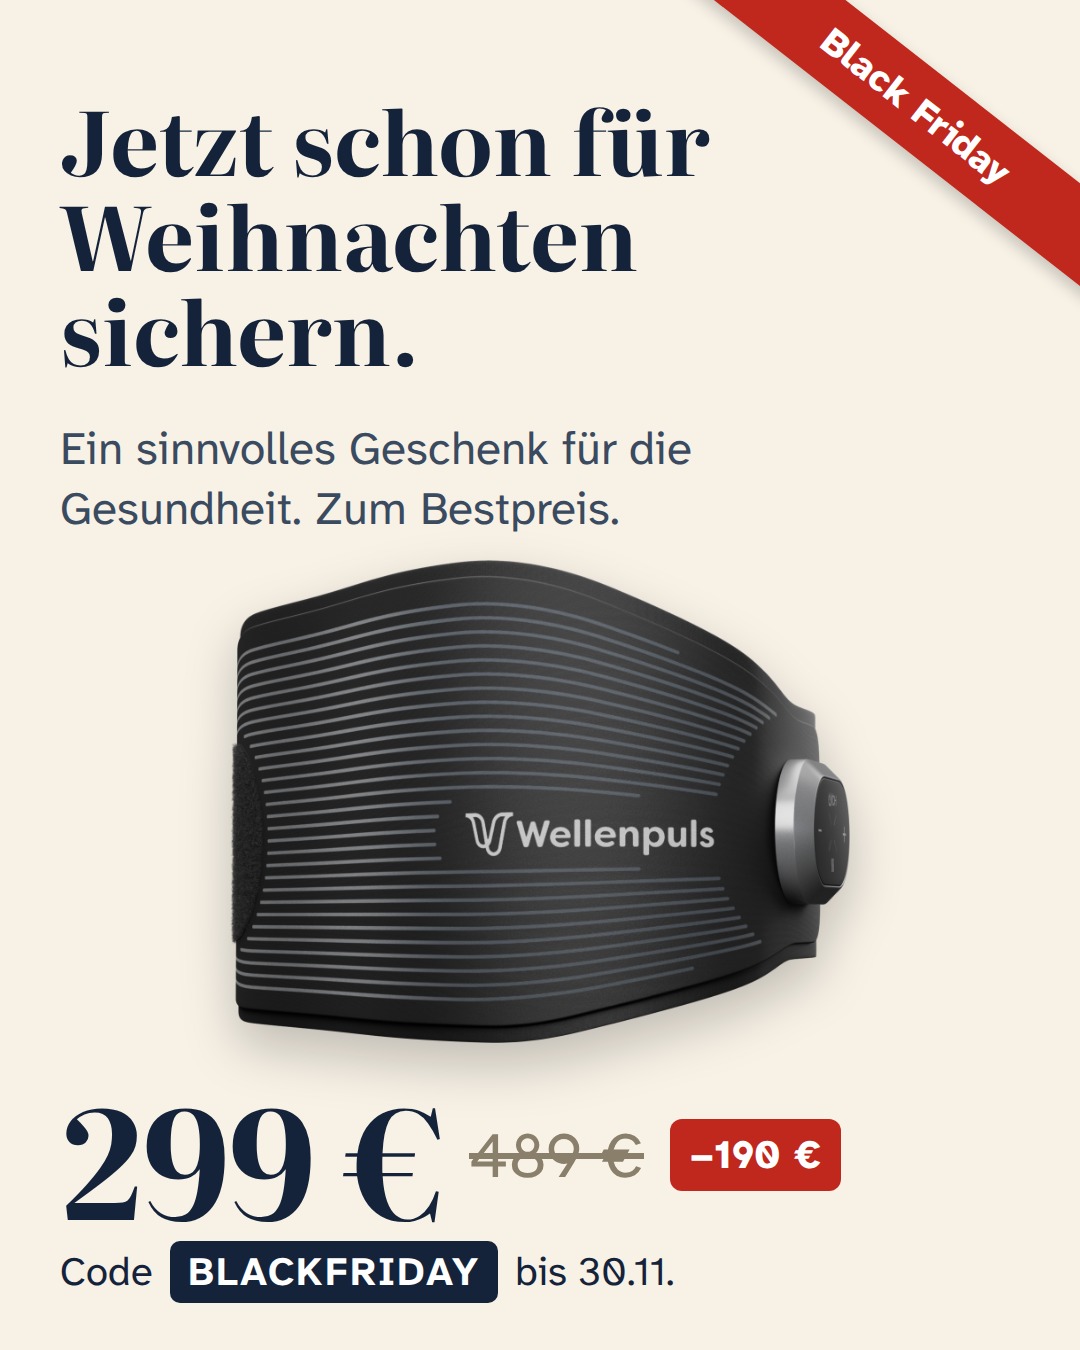 Black Friday
Jetzt schon für
Weihnachten
sichern.
Ein sinnvolles Geschenk für die
Gesundheit. Zum Bestpreis.
Wellenpuls
299 € 489 € –190 €
Code BLACKFRIDAY bis 30.11.